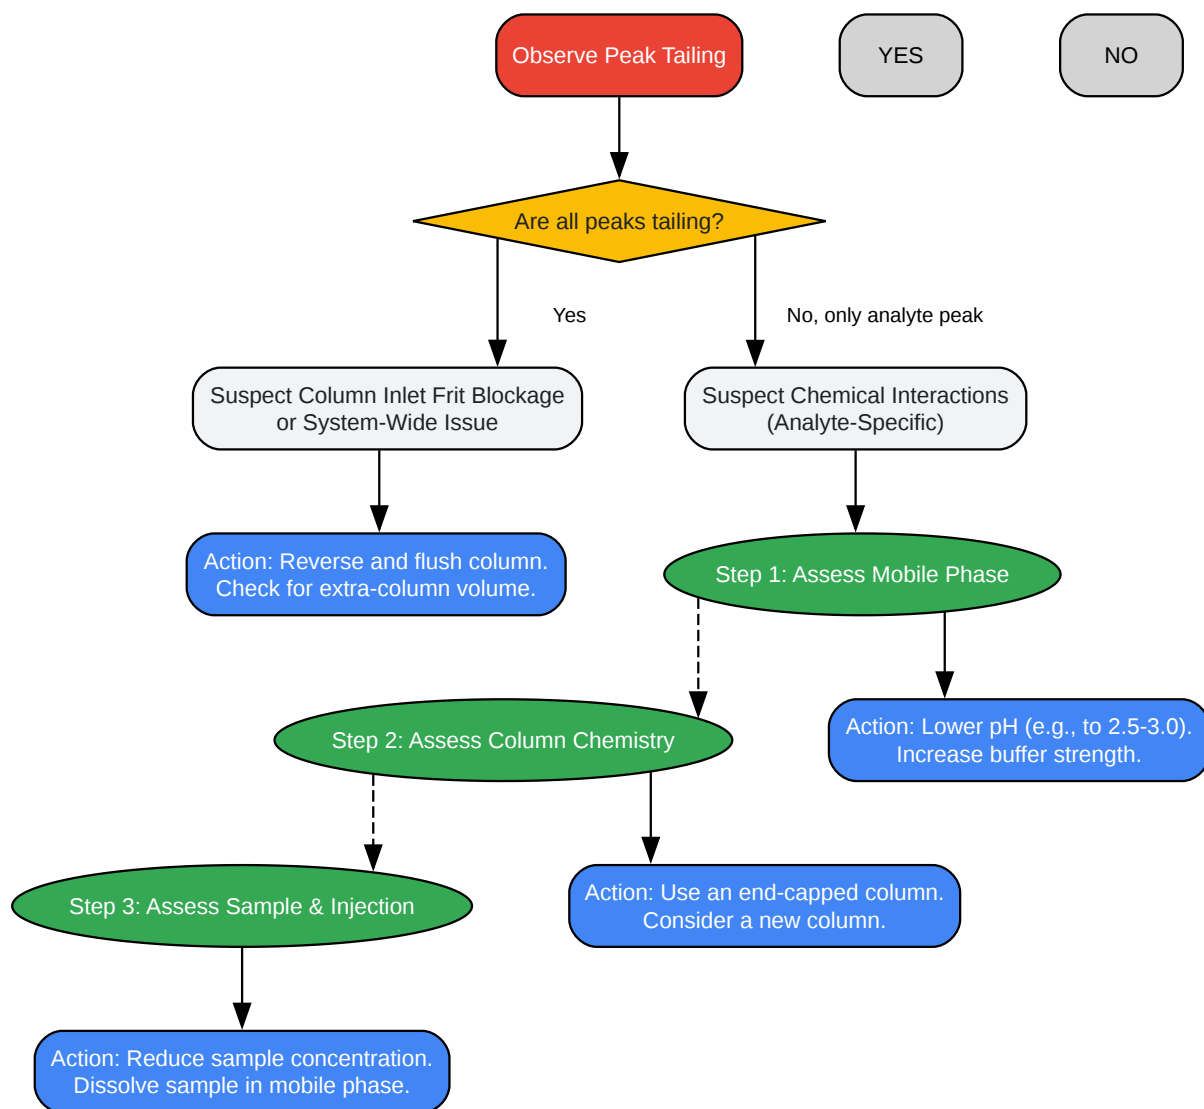 Observe Peak Tailing
YES
NO
Are all peaks tailing?
Yes
No, only analyte peak
Suspect Column Inlet Frit Blockage
or System-Wide Issue
Suspect Chemical Interactions
(Analyte-Specific)
Action: Reverse and flush column.
Check for extra-column volume.
Step 1: Assess Mobile Phase
Action: Lower pH (e.g., to 2.5-3.0).
Increase buffer strength.
Step 2: Assess Column Chemistry
Action: Use an end-capped column.
Consider a new column.
Step 3: Assess Sample & Injection
Action: Reduce sample concentration.
Dissolve sample in mobile phase.